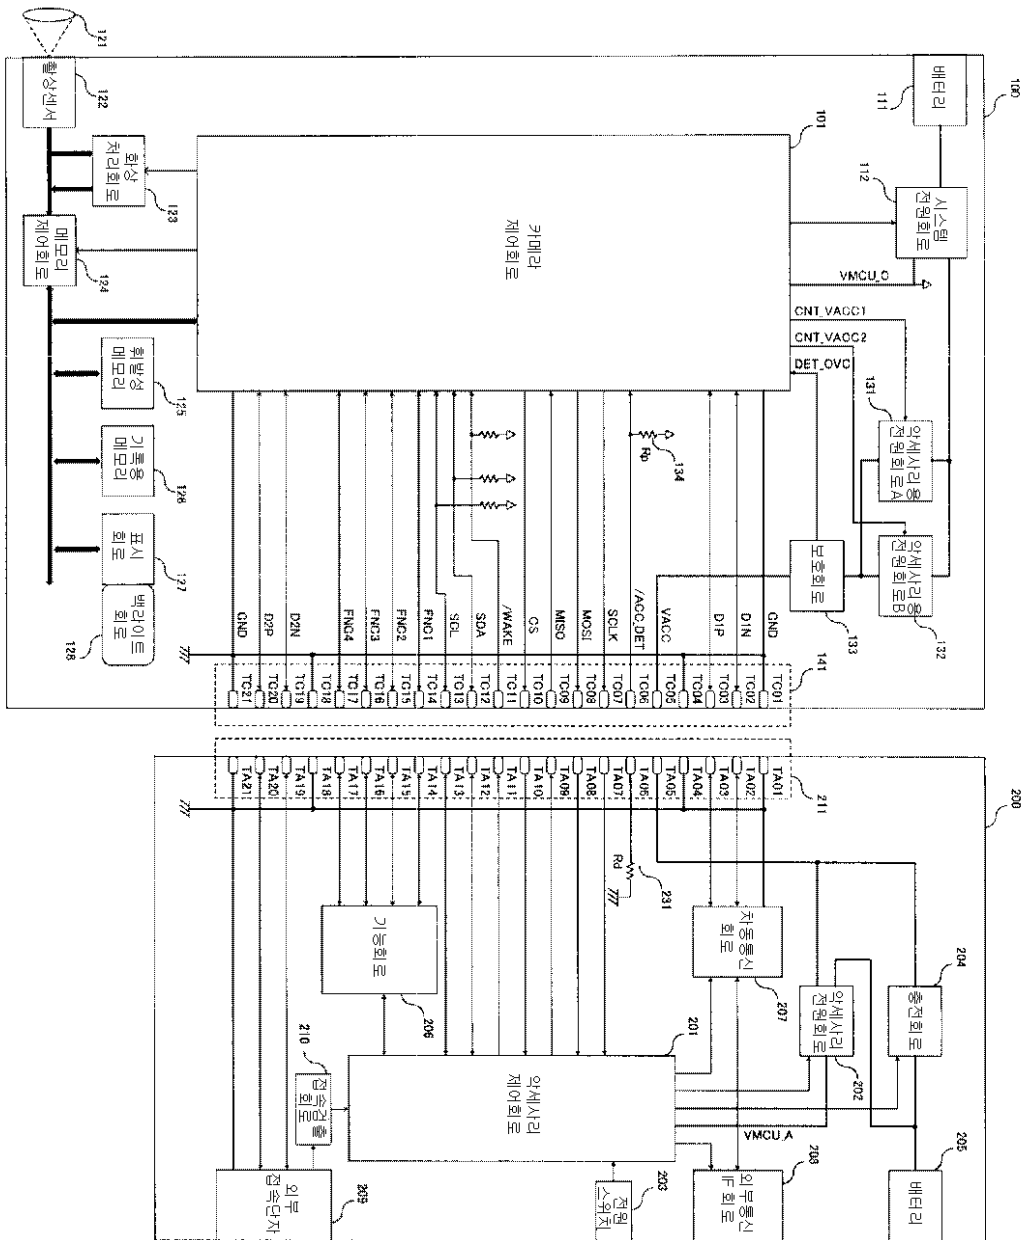 100
배터리
111
시스템
전원회로
112
VMCU_C
CNT_VACC1
CNT_VACC2
DET_OVC
131
악세사리용
전원회로A
악세사리용
전원회로B
132
보호회로
133
101
카메라
제어회로
134
Rp
121
촬상센서
122
화상
처리회로
123
메모리
제어회로
124
휘발성
메모리
125
기록용
메모리
126
표시
회로
127
백라이트
회로
128
GND
D1N
D1P
VACC
/ACC_DET
SCLK
MOSI
MISO
CS
/WAKE
SDA
SCL
FNC1
FNC2
FNC3
FNC4
D2N
D2P
GND
141
TC01
TC02
TC03
TC04
TC05
TC06
TC07
TC08
TC09
TC10
TC11
TC12
TC13
TC14
TC15
TC16
TC17
TC18
TC19
TC20
TC21
200
211
TA01
TA02
TA03
TA04
TA05
TA06
TA07
TA08
TA09
TA10
TA11
TA12
TA13
TA14
TA15
TA16
TA17
TA18
TA19
TA20
TA21
Rd
231
차동통신
회로
207
기능회로
206
충전회로
204
악세사리
전원회로
202
201
악세사리
제어회로
VMCU_A
배터리
205
외부통신
IF회로
208
전원
스위치
203
접속검출
회로
210
외부
접속단자
209